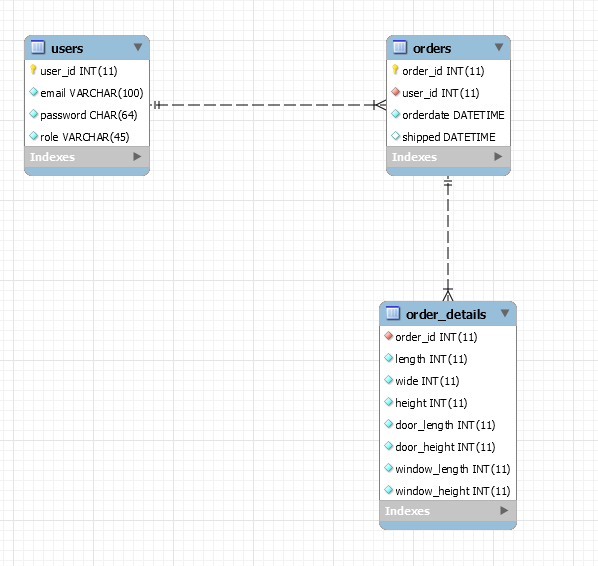 users
user_id INT(11)
email VARCHAR(100)
password CHAR(64)
role VARCHAR(45)
Indexes
orders
order_id INT(11)
user_id INT(11)
orderdate DATETIME
shipped DATETIME
Indexes
order_details
order_id INT(11)
length INT(11)
wide INT(11)
height INT(11)
door_length INT(11)
door_height INT(11)
window_length INT(11)
window_height INT(11)
Indexes